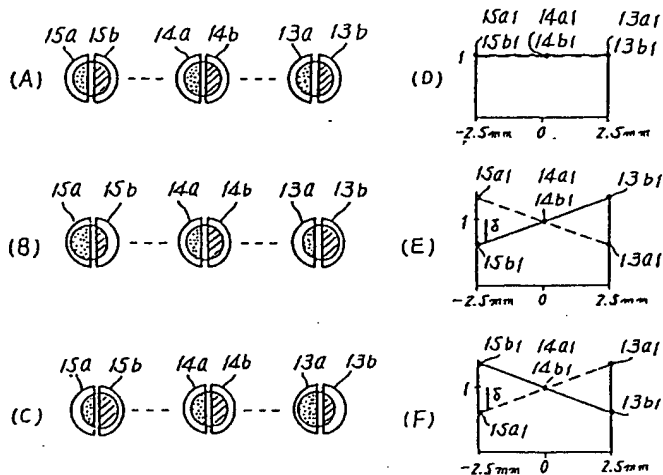 15a 15b 14a 14b 13a 13b
(A)
15a1 14a1 13a1
15b1 14b1 13b1
1
(D)
-2.5mm 0 2.5mm
15a 15b 14a 14b 13a 13b
(B)
15a1 14a1 13b1
14b1
1 δ
(E)
15b1 13a1
-2.5mm 0 2.5mm
15a 15b 14a 14b 13a 13b
(C)
15b1 14a1 13a1
14b1
1 δ
(F)
15a1 13b1
-2.5mm 0 2.5mm